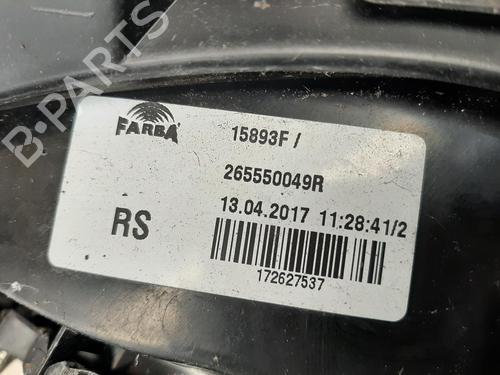 B-PARTS
FARBA
15893F /
265550049R
13.04.2017 11:28:41/2
RS
172627537